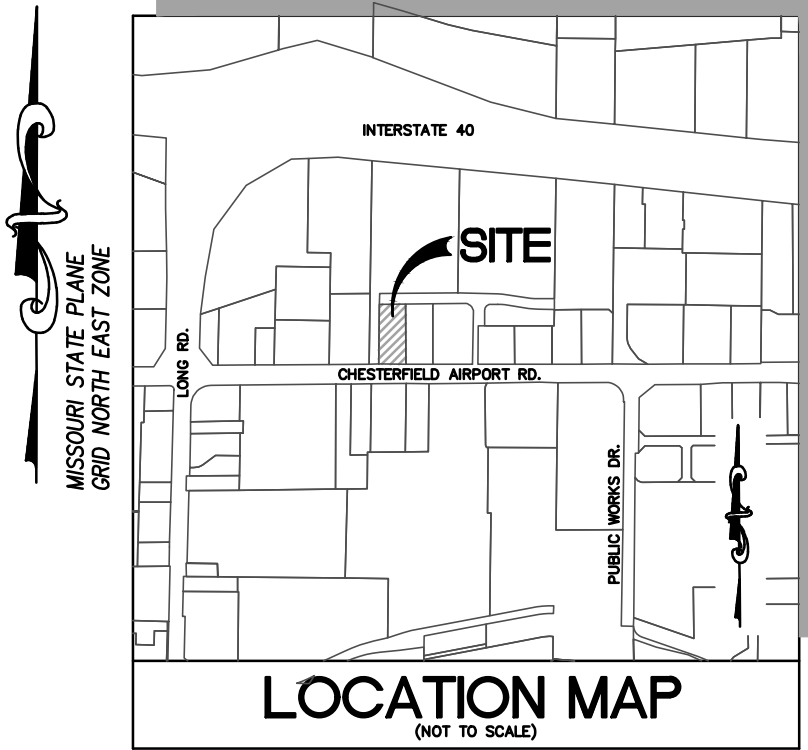 MISSOURI STATE PLANE
GRID NORTH EAST ZONE
INTERSTATE 40
SITE
LONG RD.
CHESTERFIELD AIRPORT RD.
PUBLIC WORKS DR.
LOCATION MAP
(NOT TO SCALE)